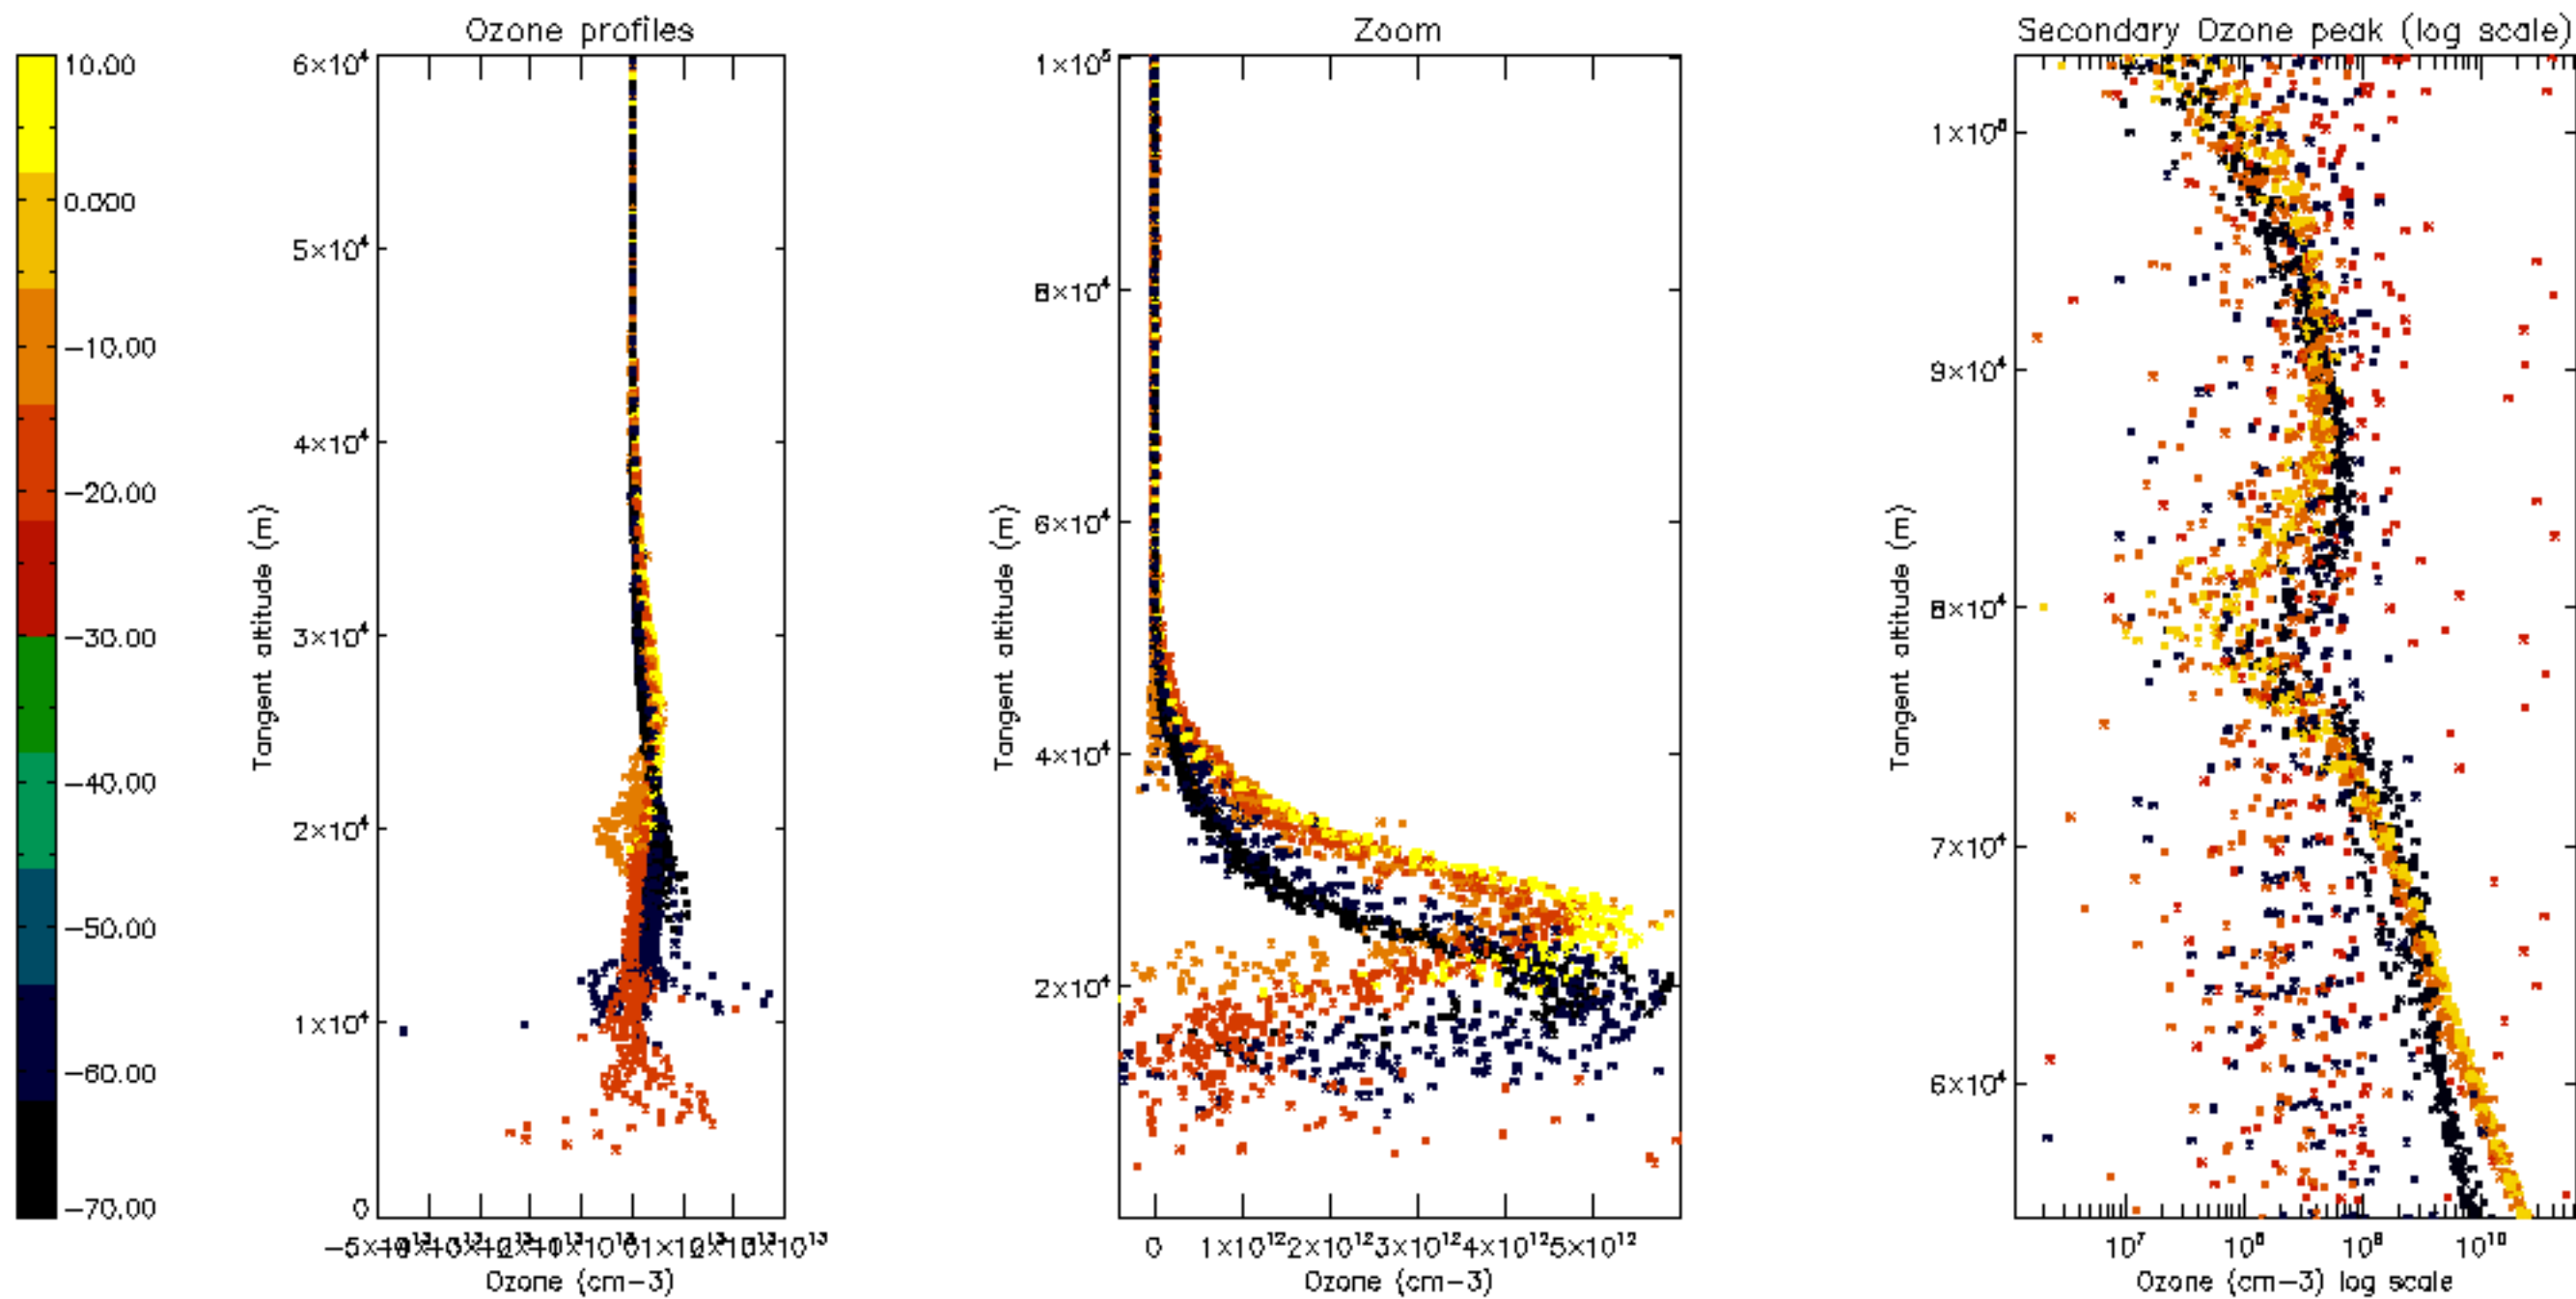 Ozone profiles
Zoom
Secondary Ozone peak (log scale)
10.00
0.000
-10.00
-20.00
-30.00
-40.00
-50.00
-60.00
-70.00
6×10⁴
5×10⁴
4×10⁴
3×10⁴
2×10⁴
1×10⁴
0
Tangent altitude (m)
3×10¹³
Ozone (cm-3)
1×10⁵
8×10⁴
6×10⁴
4×10⁴
2×10⁴
Tangent altitude (m)
0 1×10¹² 2×10¹² 3×10¹² 4×10¹² 5×10¹²
Ozone (cm-3)
9×10⁴
8×10⁴
7×10⁴
6×10⁴
Tangent altitude (m)
10⁷ 10⁸ 10⁹ 10¹⁰
Ozone (cm-3) log scale